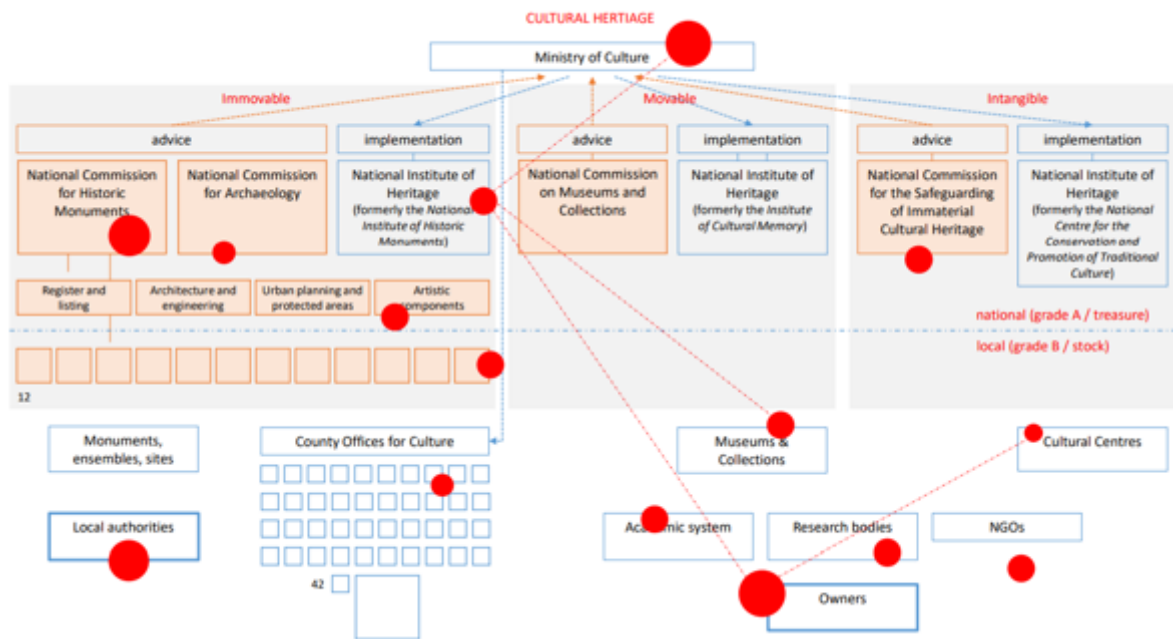 CULTURAL HERTIAGE
Ministry of Culture
Immovable
Movable
Intangible
advice
implementation
advice
implementation
advice
implementation
National Commission
for Historic
Monuments
National Commission
for Archaeology
National Institute of
Heritage
(formerly the National
Institute of Historic
Monuments)
National Commission
on Museums and
Collections
National Institute of
Heritage
(formerly the Institute
of Cultural Memory)
National Commission
for the Safeguarding
of Immaterial
Cultural Heritage
National Institute of
Heritage
(formerly the National
Centre for the
Conservation and
Promotion of Traditional
Culture)
Register and
listing
Architecture and
engineering
Urban planning and
protected areas
Artistic
components
national (grade A / treasure)
local (grade B / stock)
12
Monuments,
ensembles, sites
County Offices for Culture
Museums &
Collections
Cultural Centres
Local authorities
Academic system
Research bodies
NGOs
42
Owners